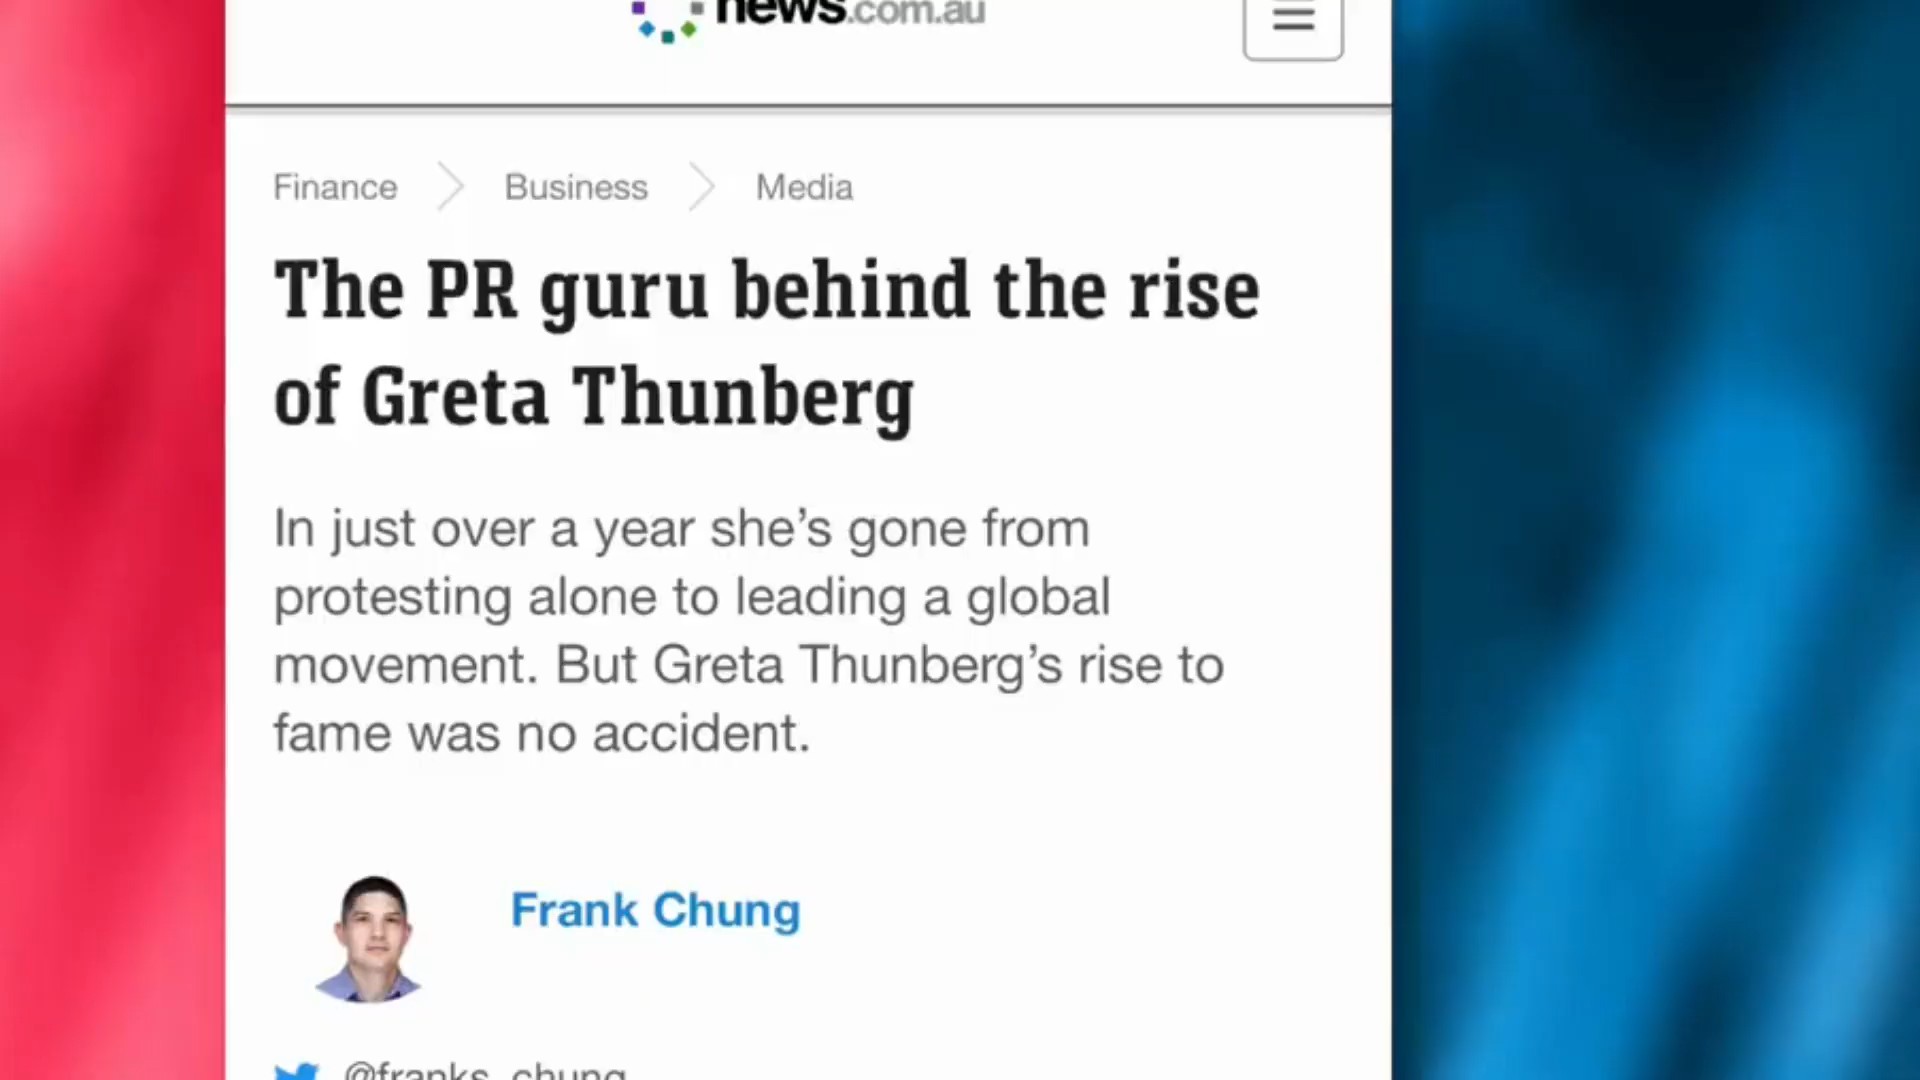 news.com.au
Finance Business Media
The PR guru behind the rise
of Greta Thunberg
In just over a year she’s gone from
protesting alone to leading a global
movement. But Greta Thunberg’s rise to
fame was no accident.
Frank Chung
@franks_chung